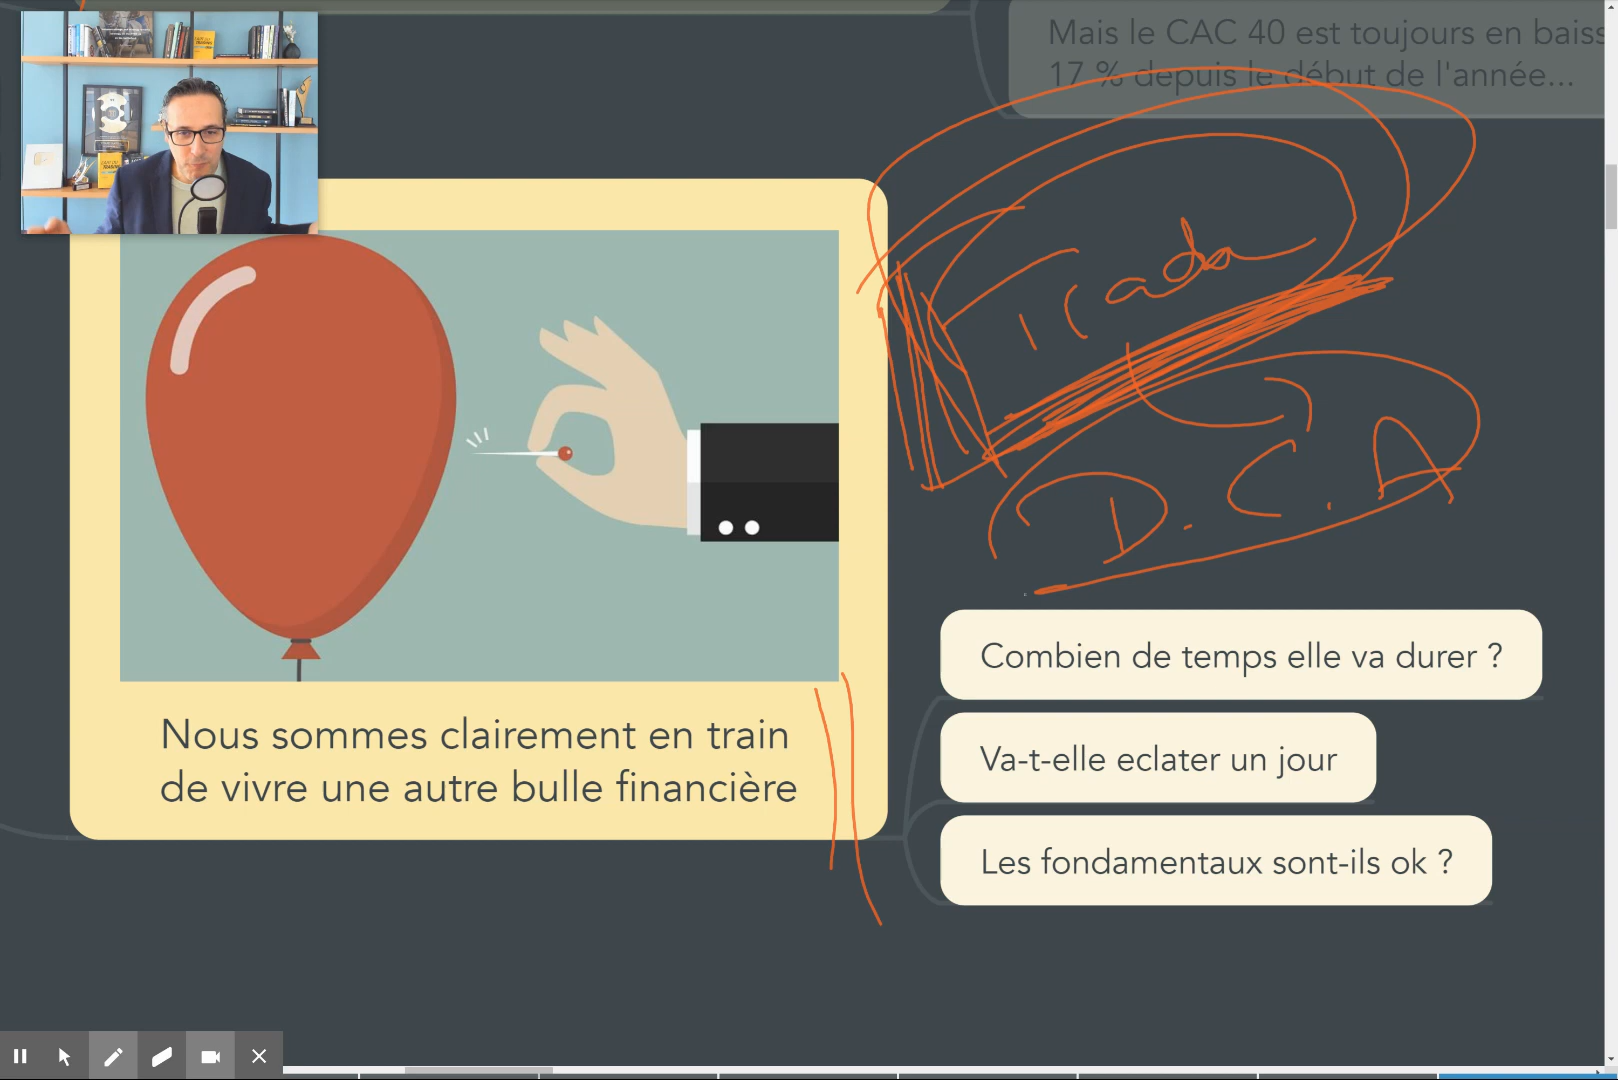 Mais le CAC 40 est toujours en baiss
17 % depuis le début de l'année...
D.C.A
Nous sommes clairement en train
de vivre une autre bulle financière
Combien de temps elle va durer ?
Va-t-elle eclater un jour
Les fondamentaux sont-ils ok ?